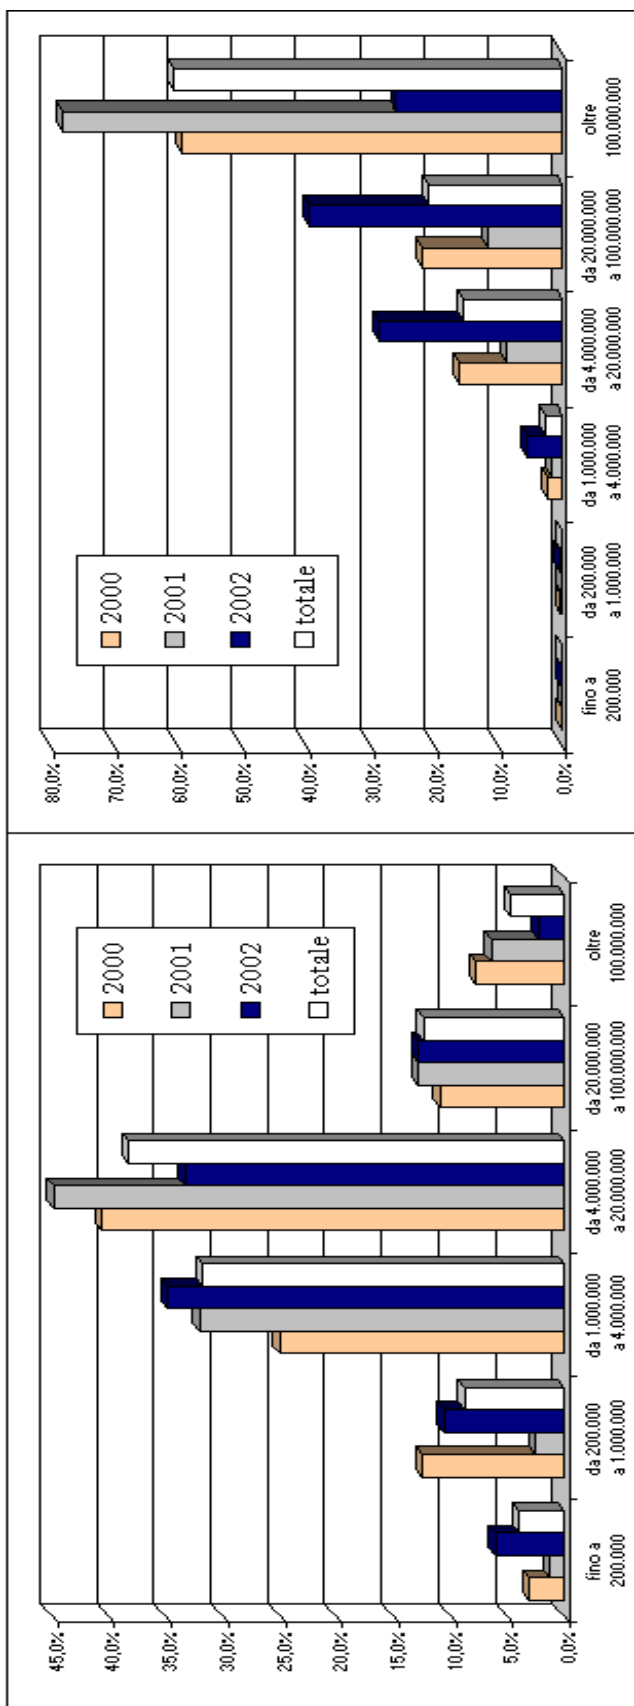 45,0%
40,0%
35,0%
30,0%
25,0%
20,0%
15,0%
10,0%
5,0%
0,0%
2000
2001
2002
totale
fino a
200.000
da 200.000
a 1.000.000
da 1.000.000
a 4.000.000
da 4.000.000
a 20.000.000
da 20.000.000
a 100.000.000
oltre
100.000.000
80,0%
70,0%
60,0%
50,0%
40,0%
30,0%
20,0%
10,0%
0,0%
2000
2001
2002
totale
fino a
200.000
da 200.000
a 1.000.000
da 1.000.000
a 4.000.000
da 4.000.000
a 20.000.000
da 20.000.000
a 100.000.000
oltre
100.000.000